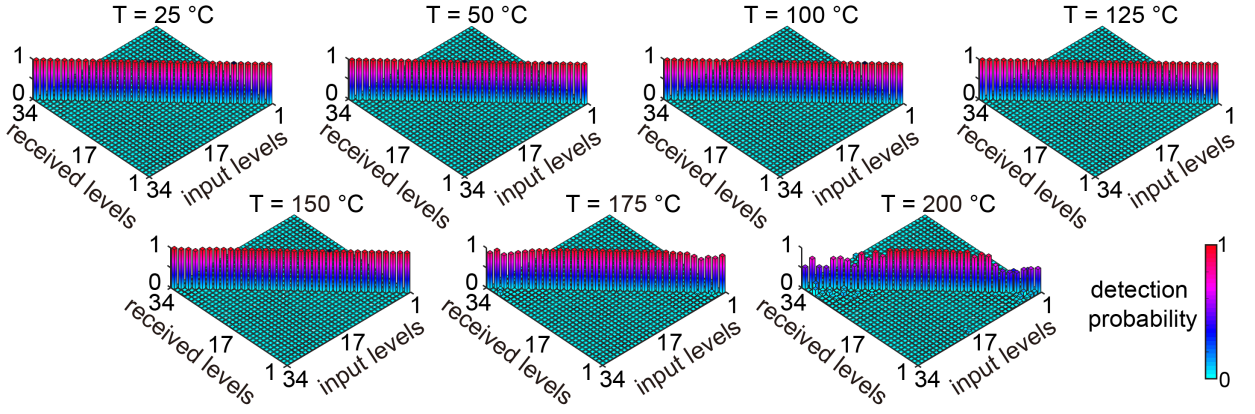 T = 25 °C
T = 50 °C
T = 100 °C
T = 125 °C
1
0
34
17
1
received levels
34
17
1
input levels
1
0
34
17
1
received levels
34
17
1
input levels
1
0
34
17
1
received levels
34
17
1
input levels
1
0
34
17
1
received levels
34
17
1
input levels
T = 150 °C
T = 175 °C
T = 200 °C
1
0
34
17
1
received levels
34
17
1
input levels
1
0
34
17
1
received levels
34
17
1
input levels
1
0
34
17
1
received levels
34
17
1
input levels
detection
probability
1
0